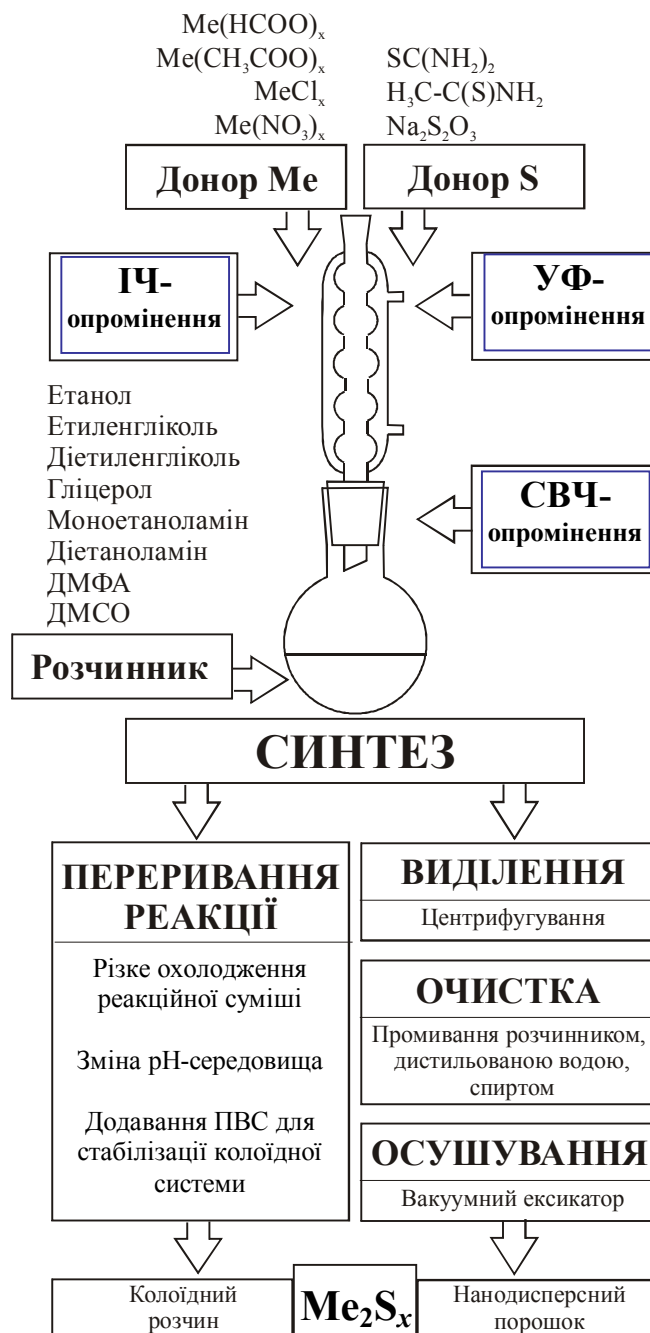 Me(HCOO)ₓ
Me(CH₃COO)ₓ
MeClₓ
Me(NO₃)ₓ
SC(NH₂)₂
H₃C-C(S)NH₂
Na₂S₂O₃
Донор Ме
Донор S
ІЧ-
опромінення
УФ-
опромінення
Етанол
Етиленгліколь
Діетиленгліколь
Гліцерол
Моноетаноламін
Діетаноламін
ДМФА
ДМСО
СВЧ-
опромінення
Розчинник
СИНТЕЗ
ПЕРЕРИВАННЯ
РЕАКЦІЇ
Різке охолодження
реакційної суміші
Зміна рН-середовища
Додавання ПВС для
стабілізації колоїдної
системи
ВИДІЛЕННЯ
Центрифугування
ОЧИСТКА
Промивання розчинником,
дистильованою водою,
спиртом
ОСУШУВАННЯ
Вакуумний ексикатор
Колоїдний
розчин
Me₂Sₓ
Нанодисперсний
порошок